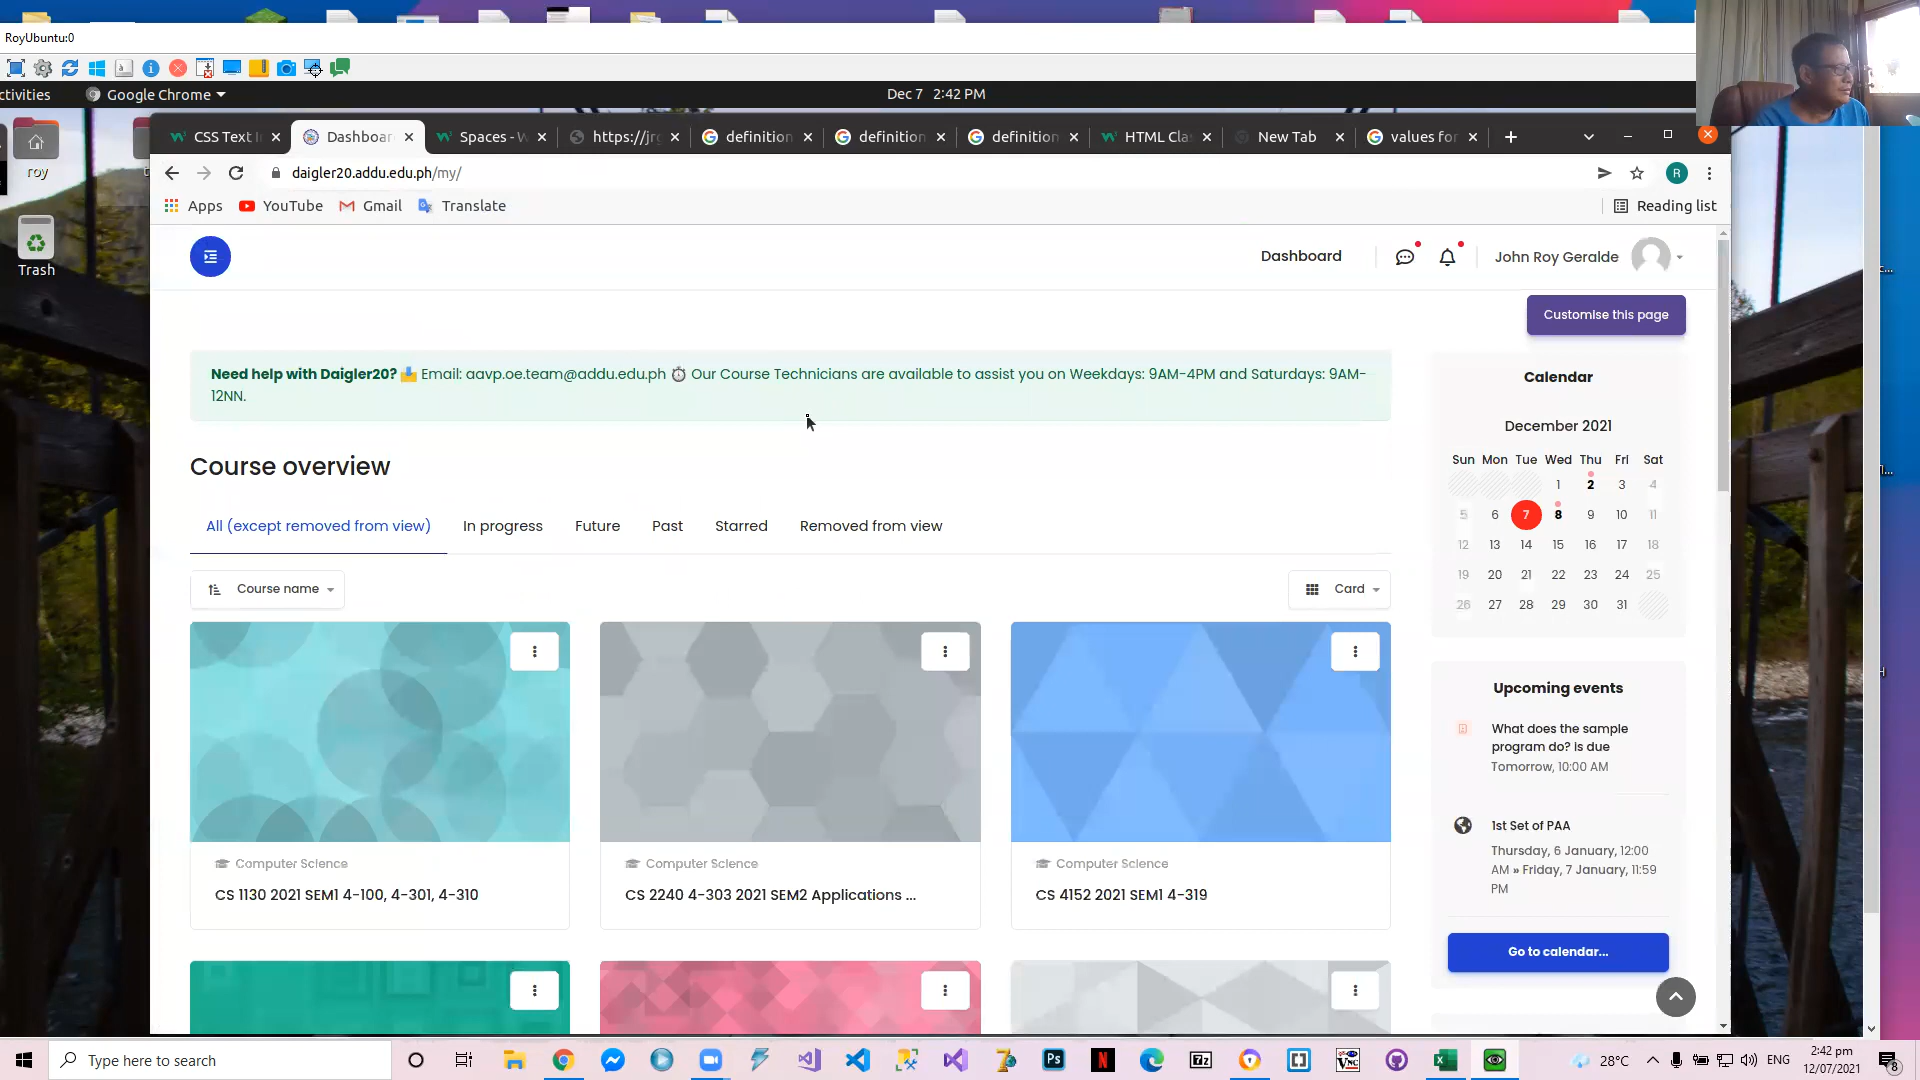 RoyUbuntu:0
ctivities
Google Chrome
Dec 7 2:42 PM
CSS Text I
Dashboar
Spaces - W
https://jrg
definition
definition
definition
HTML Cla
New Tab
values for
daigler20.addu.edu.ph/my/
R
Apps
YouTube
Gmail
Translate
Reading list
roy
Trash
Dashboard
John Roy Geralde
Customise this page
Need help with Daigler20? Email: aavp.oe.team@addu.edu.ph Our Course Technicians are available to assist you on Weekdays: 9AM-4PM and Saturdays: 9AM-
12NN.
Course overview
All (except removed from view)
In progress
Future
Past
Starred
Removed from view
Course name
Card
Computer Science
CS 1130 2021 SEM1 4-100, 4-301, 4-310
Computer Science
CS 2240 4-303 2021 SEM2 Applications ...
Computer Science
CS 4152 2021 SEM1 4-319
Calendar
December 2021
Sun Mon Tue Wed Thu Fri Sat
1 2 3 4
5 6 7 8 9 10 11
12 13 14 15 16 17 18
19 20 21 22 23 24 25
26 27 28 29 30 31
Upcoming events
What does the sample
program do? is due
Tomorrow, 10:00 AM
1st Set of PAA
Thursday, 6 January, 12:00
AM » Friday, 7 January, 11:59
PM
Go to calendar...
Type here to search
Ps
N
7z
28°C
ENG
2:42 pm
12/07/2021
8